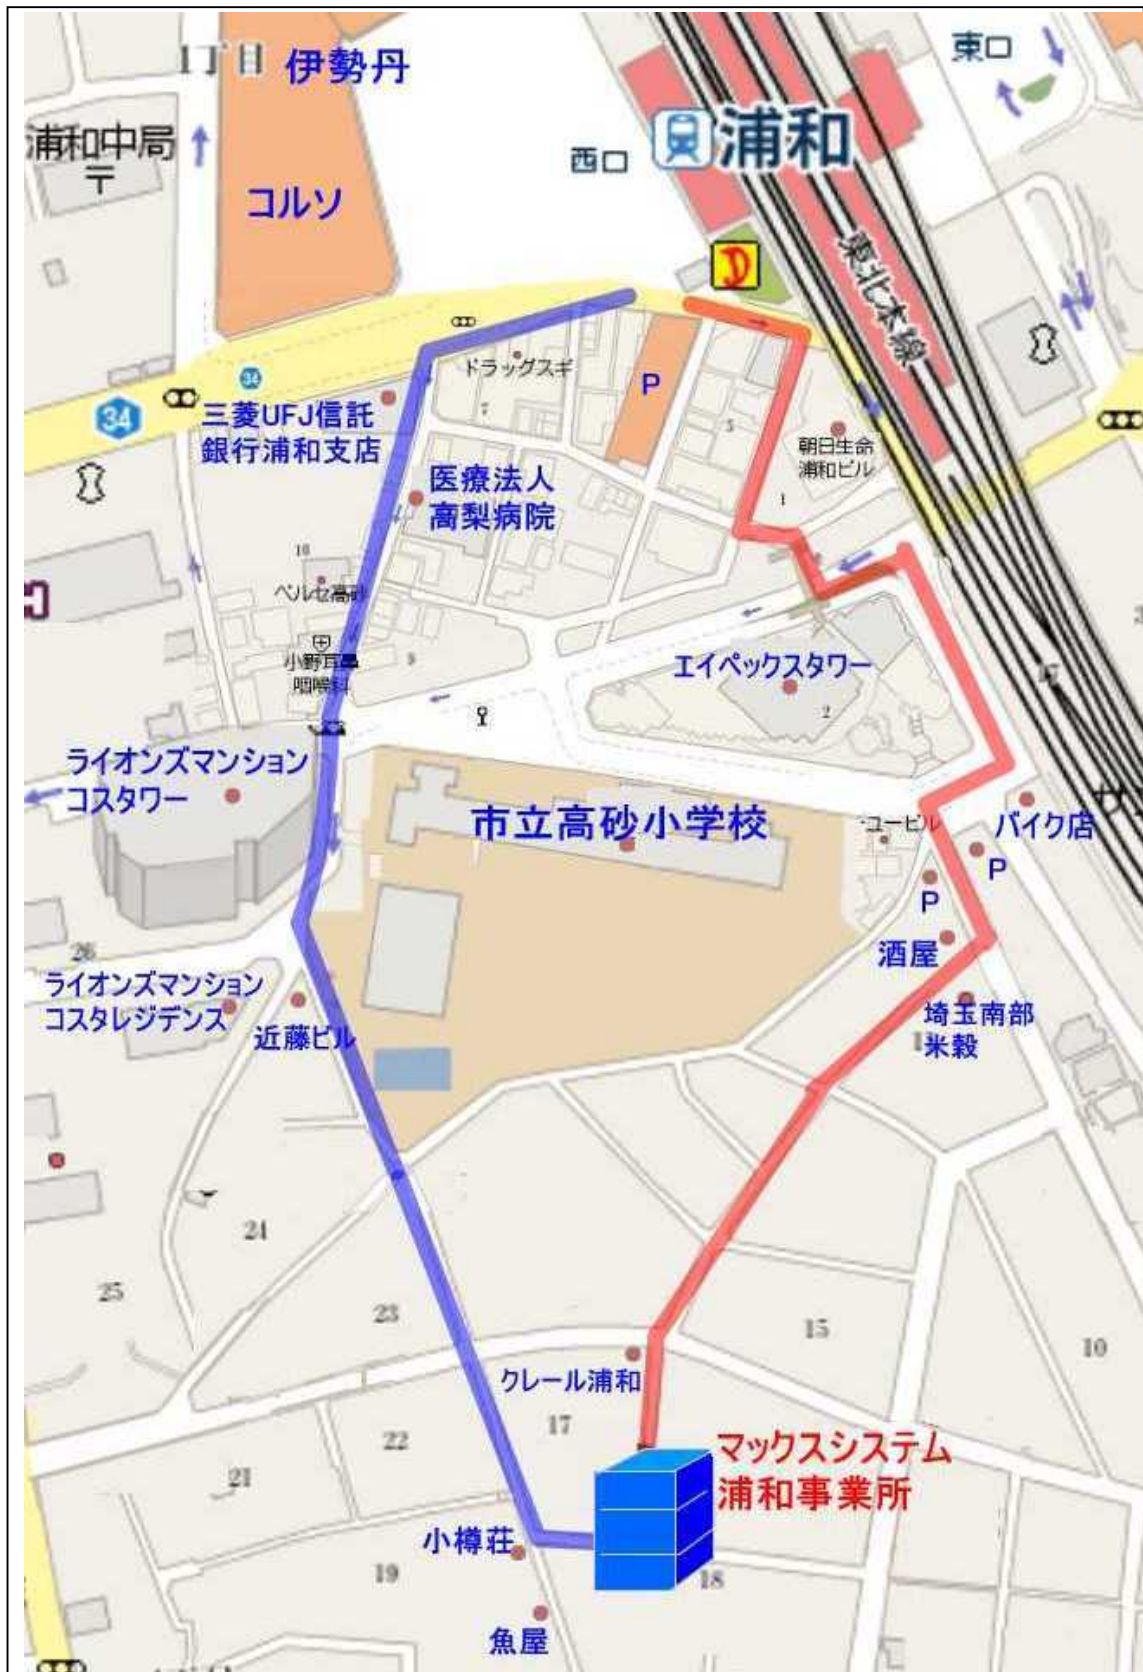 1丁目
伊勢丹
東口
浦和中局
〒
西口
浦和
コルソ
東北本線
ドラッグスギ
P
34
34
三菱UFJ信託
銀行浦和支店
7
5
朝日生命
浦和ビル
医療法人
高梨病院
1
10
ベルセ高砂
小野耳鼻
咽喉科
9
エイペックスタワー
2
ライオンズマンション
コスタワー
市立高砂小学校
ユービル
バイク店
P
P
酒屋
26
ライオンズマンション
コスタレジデンス
近藤ビル
埼玉南部
米穀
24
25
23
15
10
クレール浦和
22
17
21
マックスシステム
浦和事業所
小樽荘
19
18
魚屋